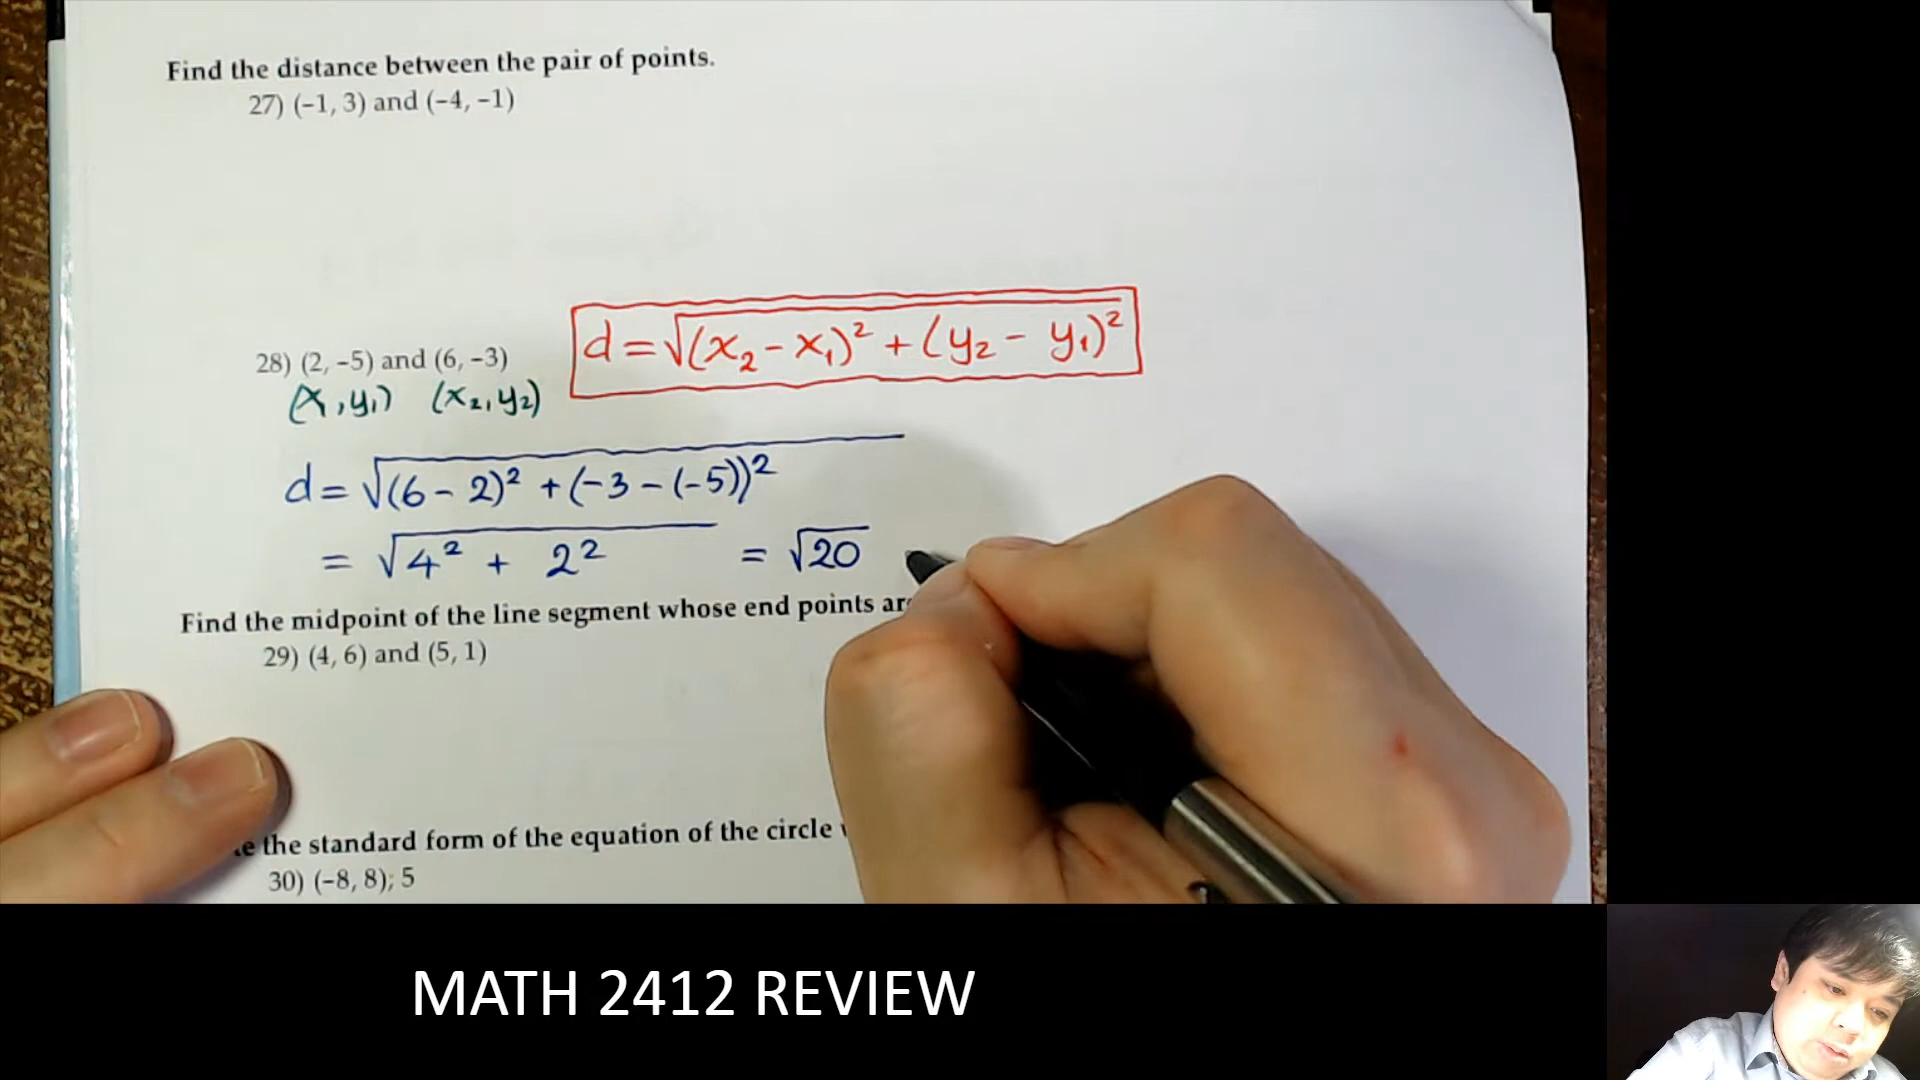 Find the distance between the pair of points.
27) (−1, 3) and (−4, −1)
d = √(x₂ − x₁)² + (y₂ − y₁)²
28) (2, −5) and (6, −3)
(x, y₁) (x₂, y₂)
d = √(6 − 2)² + (−3 − (−5))²
= √4² + 2² = √20
Find the midpoint of the line segment whose end points
29) (4, 6) and (5, 1)
the standard form of the equation of the circle
30) (−8, 8); 5
MATH 2412 REVIEW